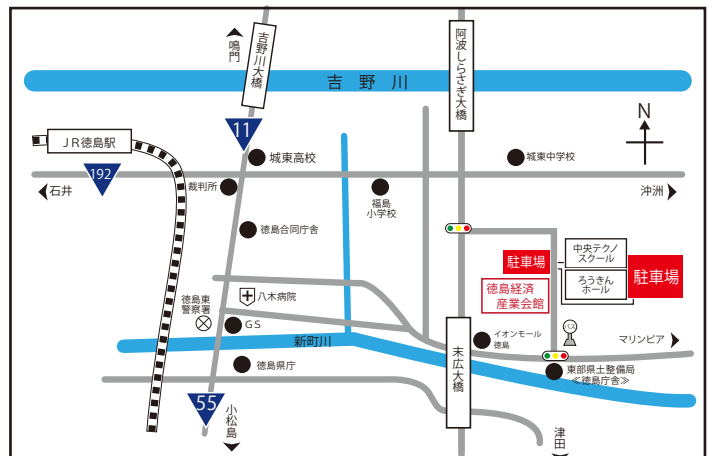 鳴門
吉野川大橋
阿波しらさぎ大橋
吉野川
N
11
JR徳島駅
城東高校
城東中学校
192
石井
裁判所
福島
小学校
沖洲
徳島合同庁舎
駐車場
中央テクノ
スクール
ろうきん
ホール
駐車場
徳島経済
産業会館
徳島東
警察署
八木病院
GS
バス
新町川
末広大橋
イオンモール
徳島
マリンピア
徳島県庁
東部県土整備局
≪徳島庁舎≫
55
小松島
津田